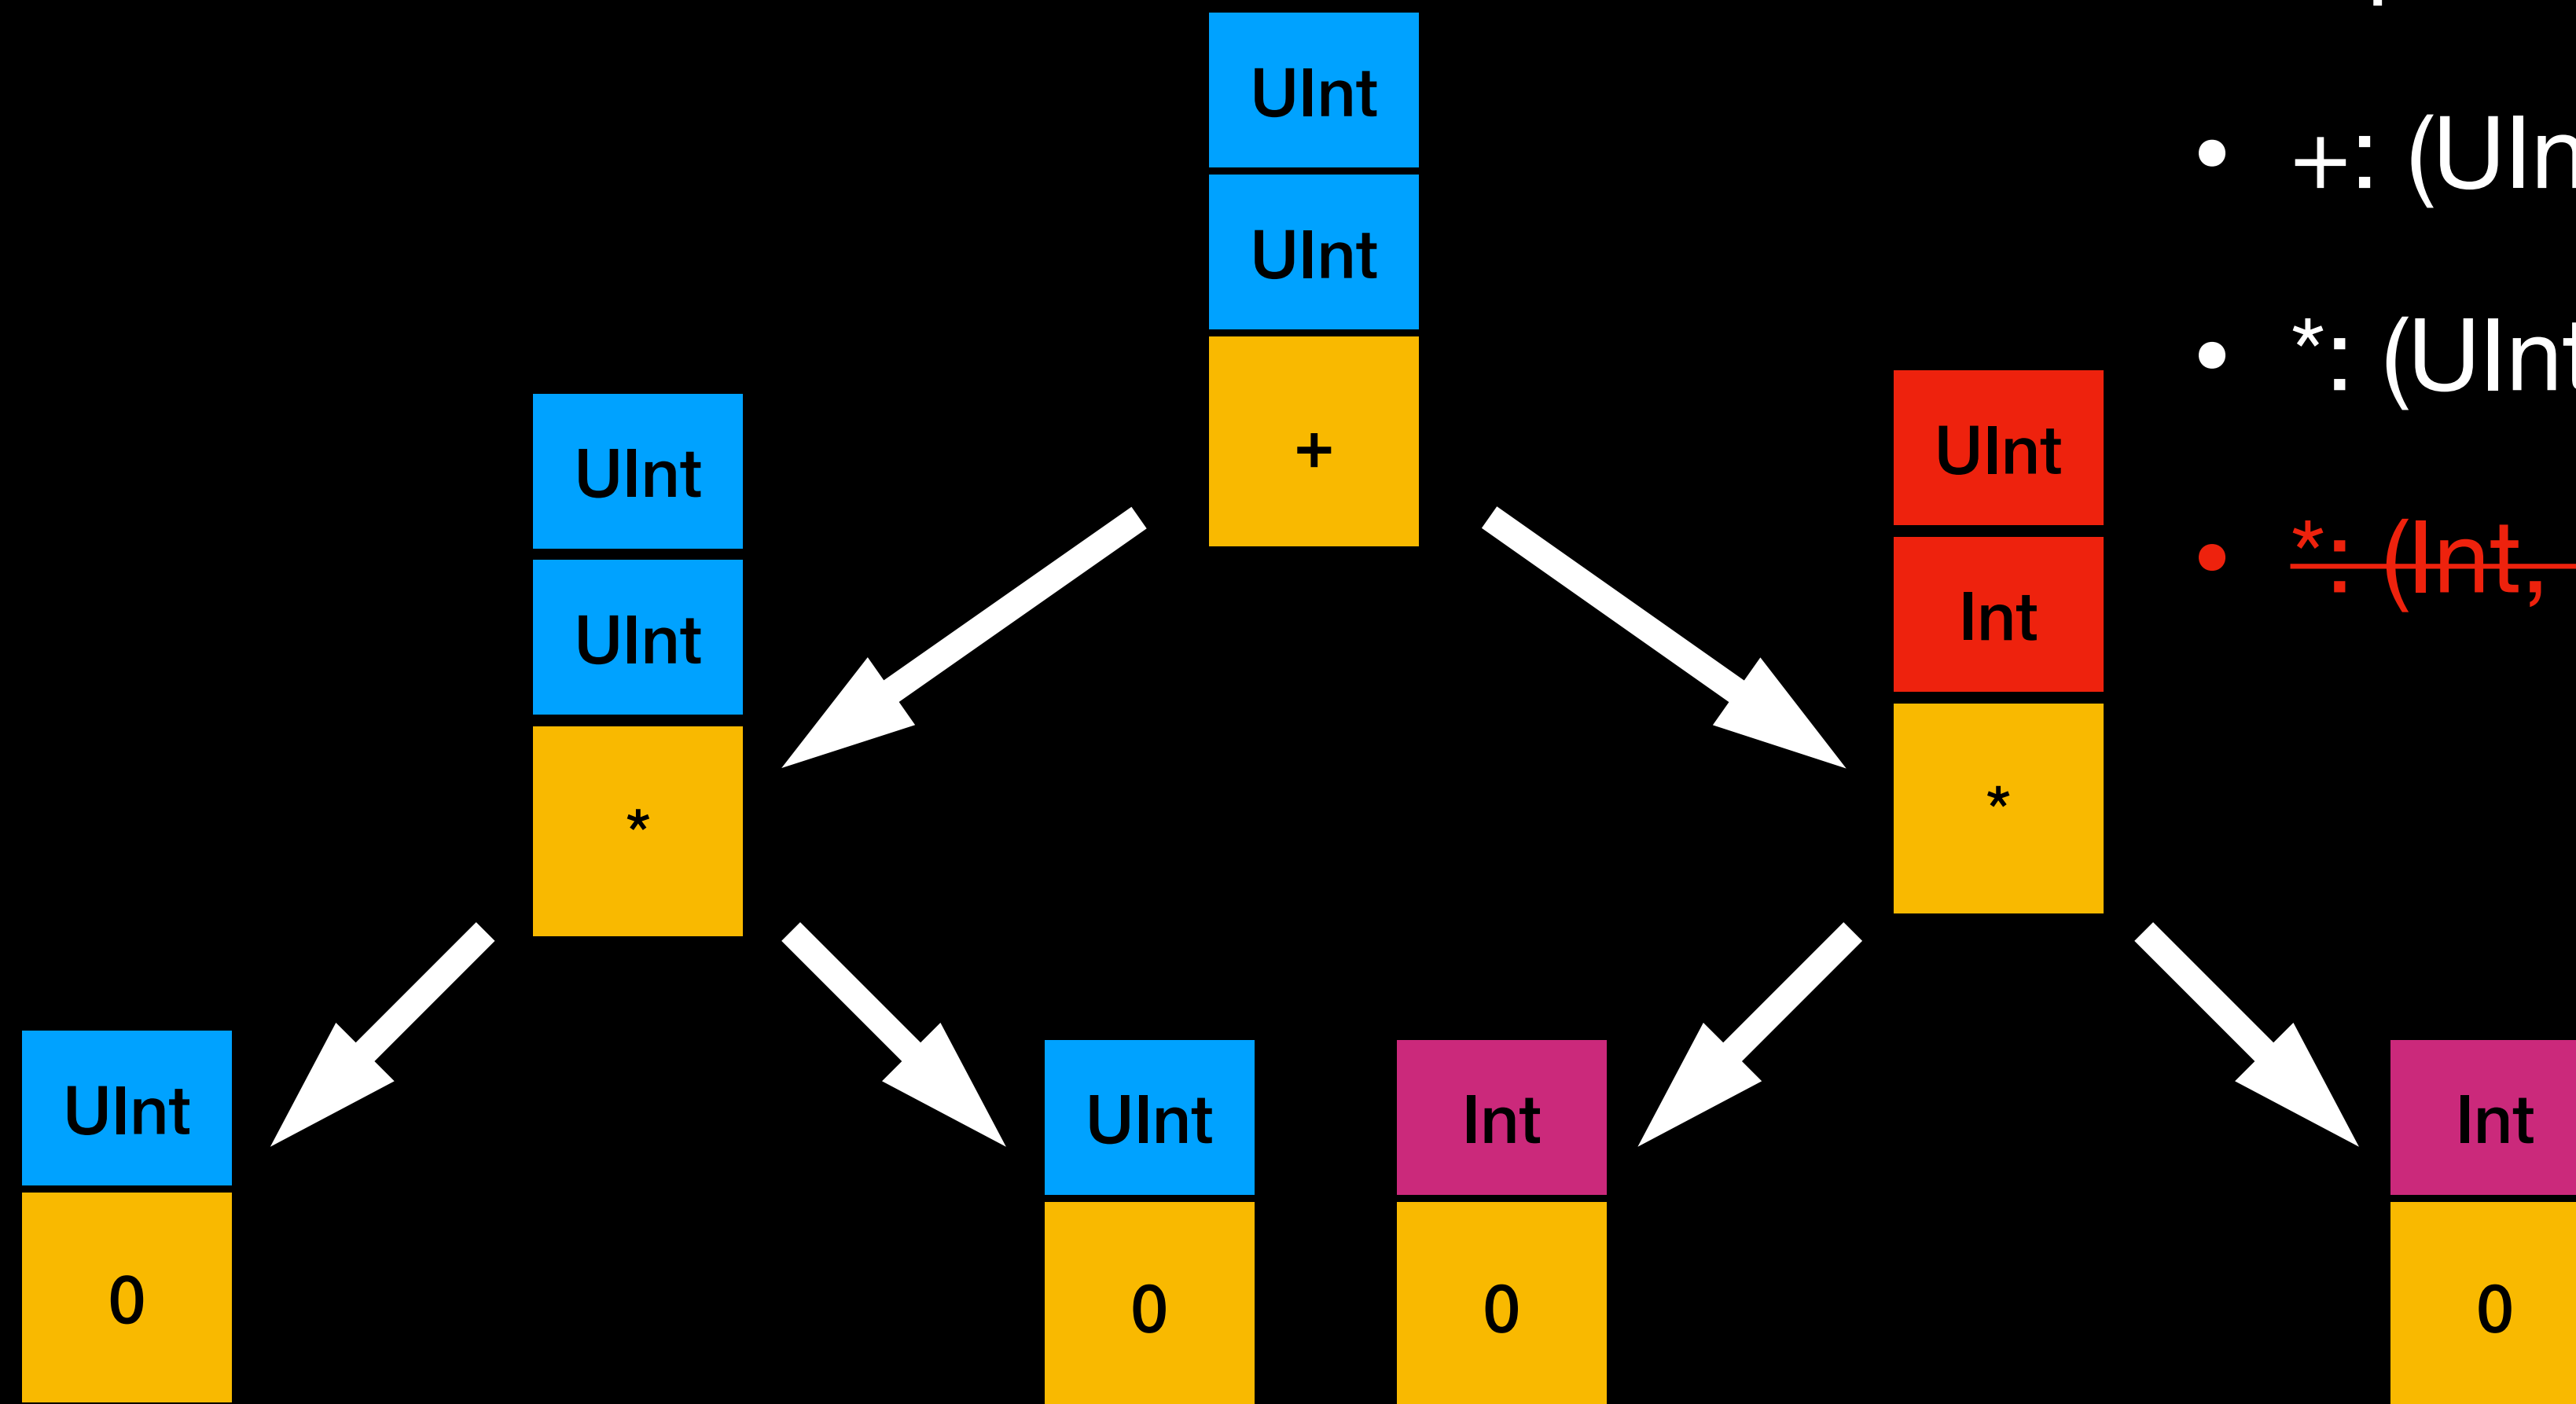 UInt
UInt
+
UInt
UInt
*
UInt
Int
*
UInt
0
UInt
0
Int
0
Int
0
• +: (UIn
• *: (UInt
• *: (Int,